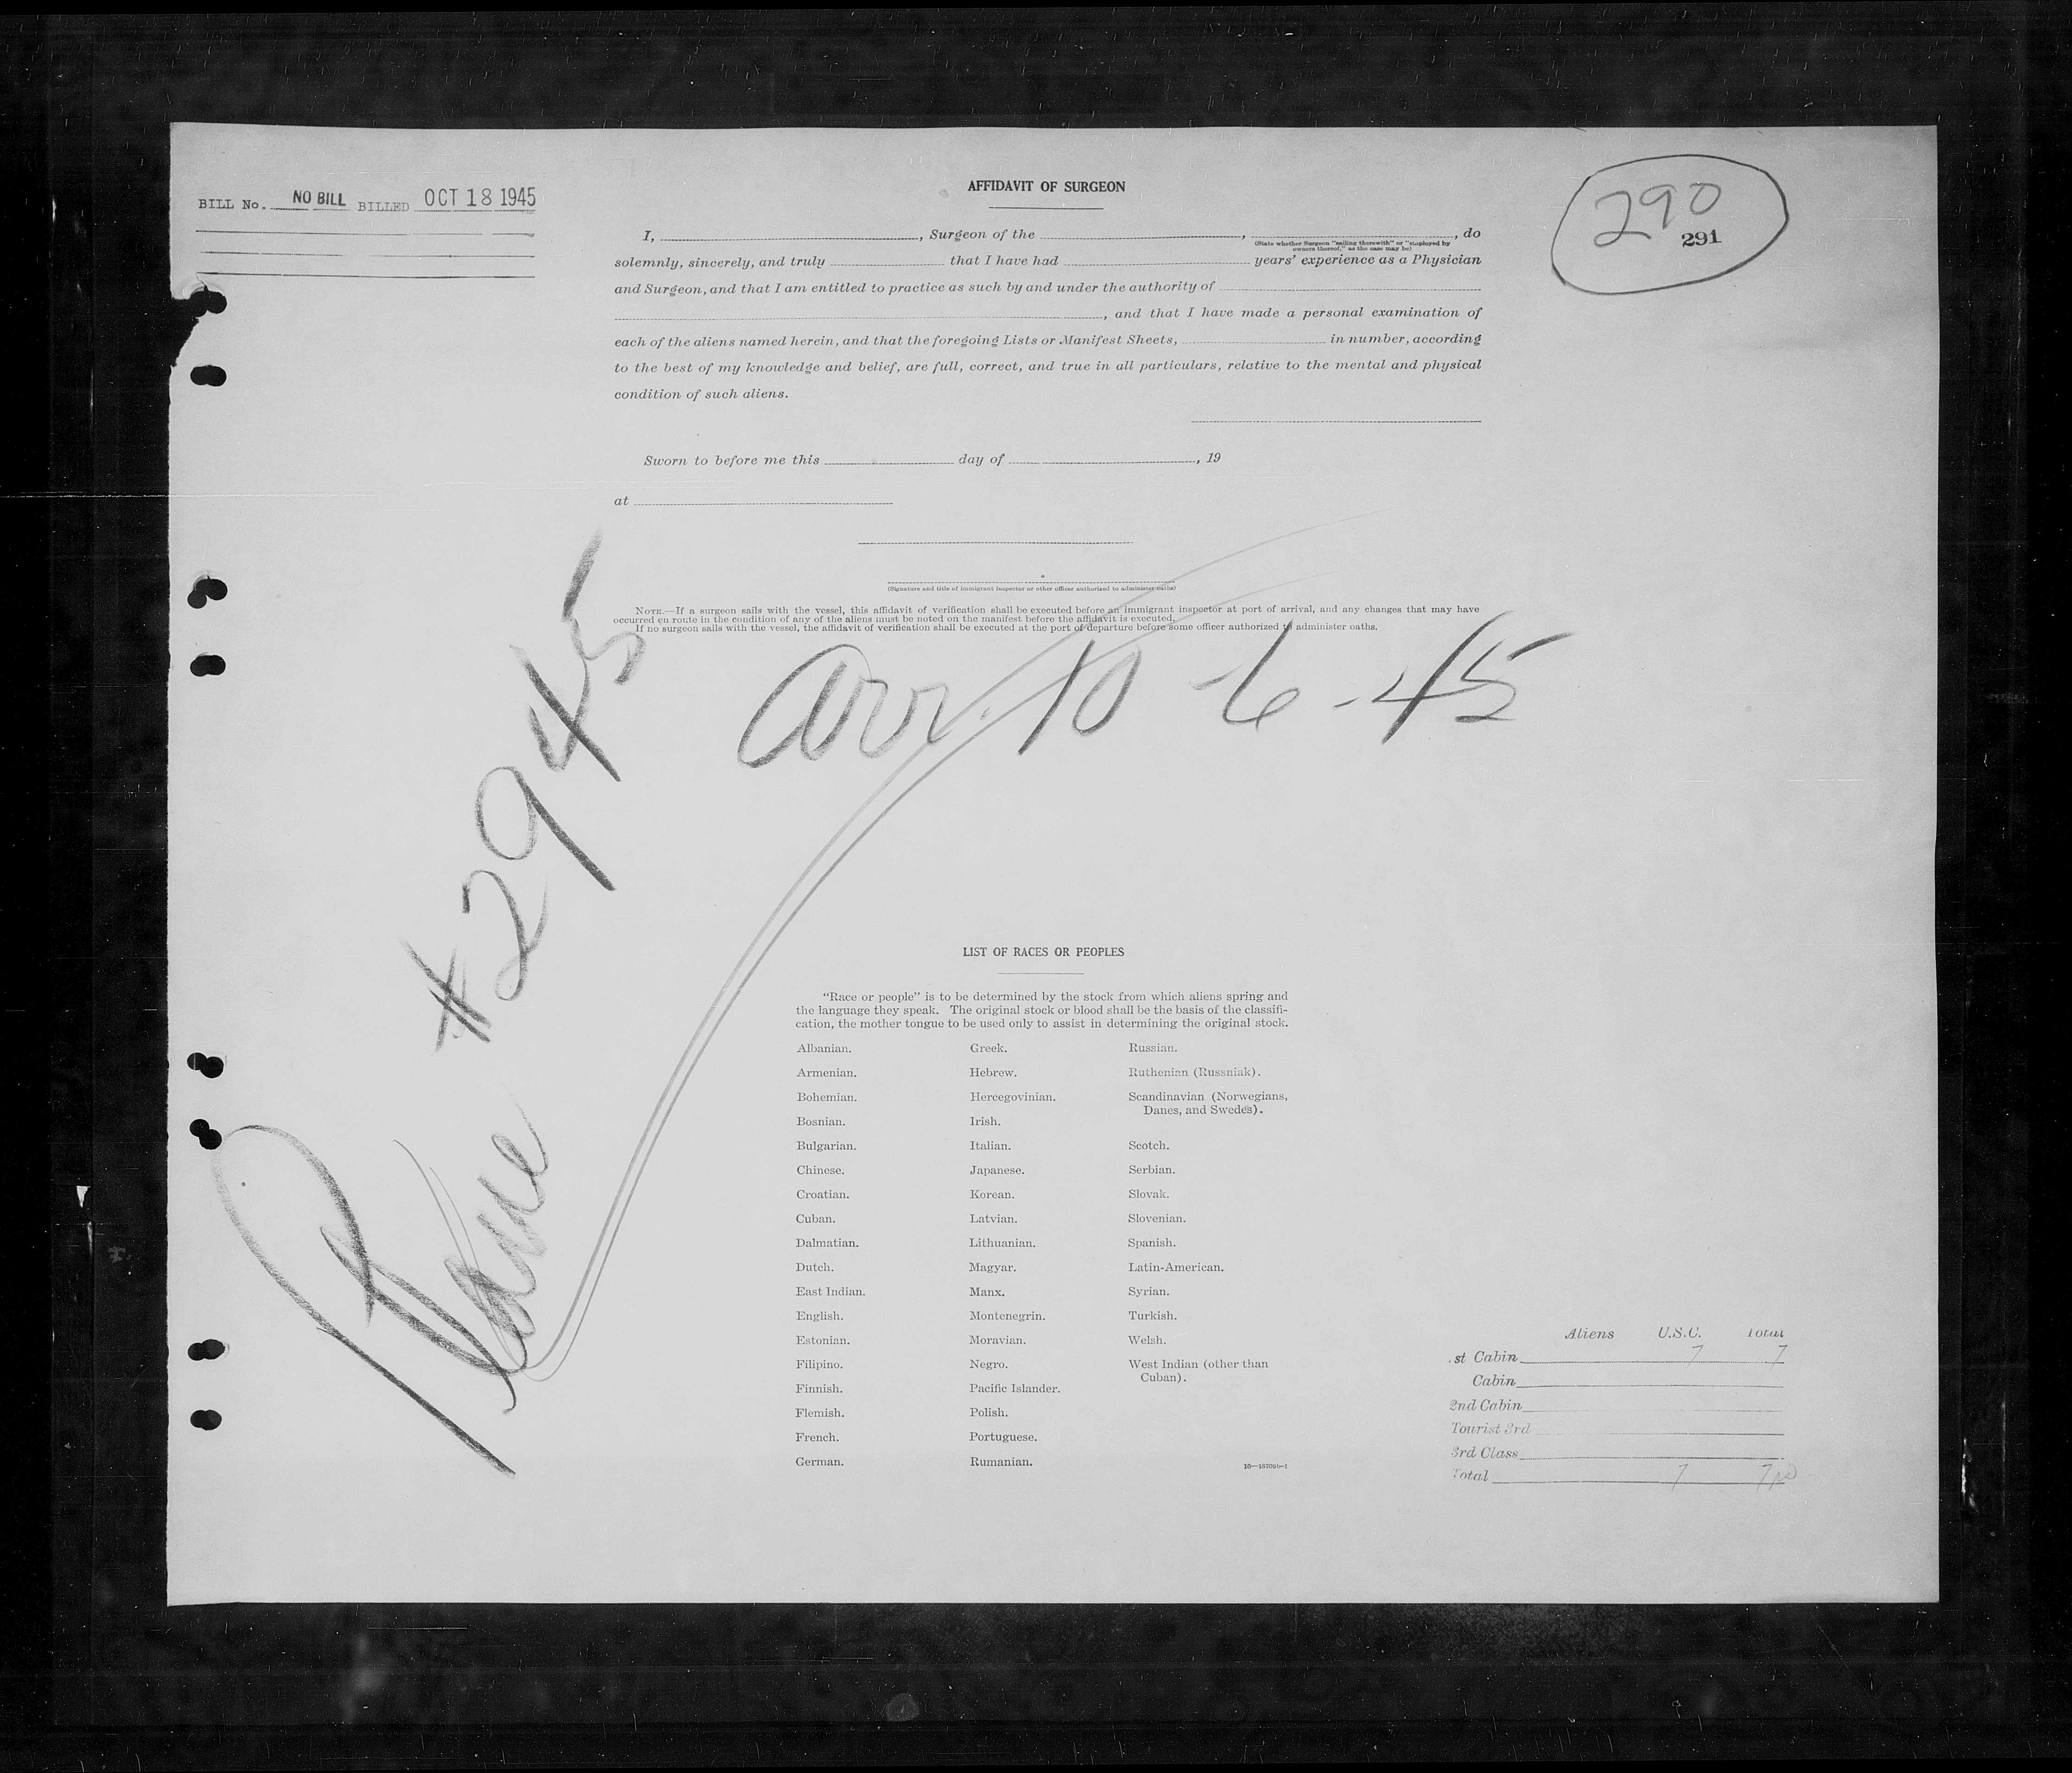 BILL No. NO BILL BILLED OCT 18 1945
AFFIDAVIT OF SURGEON
290
291
I, , Surgeon of the , , do
(State whether Surgeon "sailing therewith" or "employed by
owners thereof," as the case may be)
solemnly, sincerely, and truly that I have had years' experience as a Physician
and Surgeon, and that I am entitled to practice as such by and under the authority of
, and that I have made a personal examination of
each of the aliens named herein, and that the foregoing Lists or Manifest Sheets, in number, according
to the best of my knowledge and belief, are full, correct, and true in all particulars, relative to the mental and physical
condition of such aliens.
Sworn to before me this day of , 19
at
(Signature and title of immigrant inspector or other officer authorized to administer oaths)
NOTE.—If a surgeon sails with the vessel, this affidavit of verification shall be executed before an immigrant inspector at port of arrival, and any changes that may have
occurred en route in the condition of any of the aliens must be noted on the manifest before the affidavit is executed.
If no surgeon sails with the vessel, the affidavit of verification shall be executed at the port of departure before some officer authorized to administer oaths.
arr. 10-6-45
Plane #2945
LIST OF RACES OR PEOPLES
"Race or people" is to be determined by the stock from which aliens spring and
the language they speak. The original stock or blood shall be the basis of the classifi-
cation, the mother tongue to be used only to assist in determining the original stock.
Albanian.
Armenian.
Bohemian.
Bosnian.
Bulgarian.
Chinese.
Croatian.
Cuban.
Dalmatian.
Dutch.
East Indian.
English.
Estonian.
Filipino.
Finnish.
Flemish.
French.
German.
Greek.
Hebrew.
Hercegovinian.
Irish.
Italian.
Japanese.
Korean.
Latvian.
Lithuanian.
Magyar.
Manx.
Montenegrin.
Moravian.
Negro.
Pacific Islander.
Polish.
Portuguese.
Rumanian.
Russian.
Ruthenian (Russniak).
Scandinavian (Norwegians,
Danes, and Swedes).
Scotch.
Serbian.
Slovak.
Slovenian.
Spanish.
Latin-American.
Syrian.
Turkish.
Welsh.
West Indian (other than
Cuban).
Aliens U.S.C. Total
st Cabin 7 7
Cabin
2nd Cabin
Tourist 3rd
3rd Class
Total 7 7